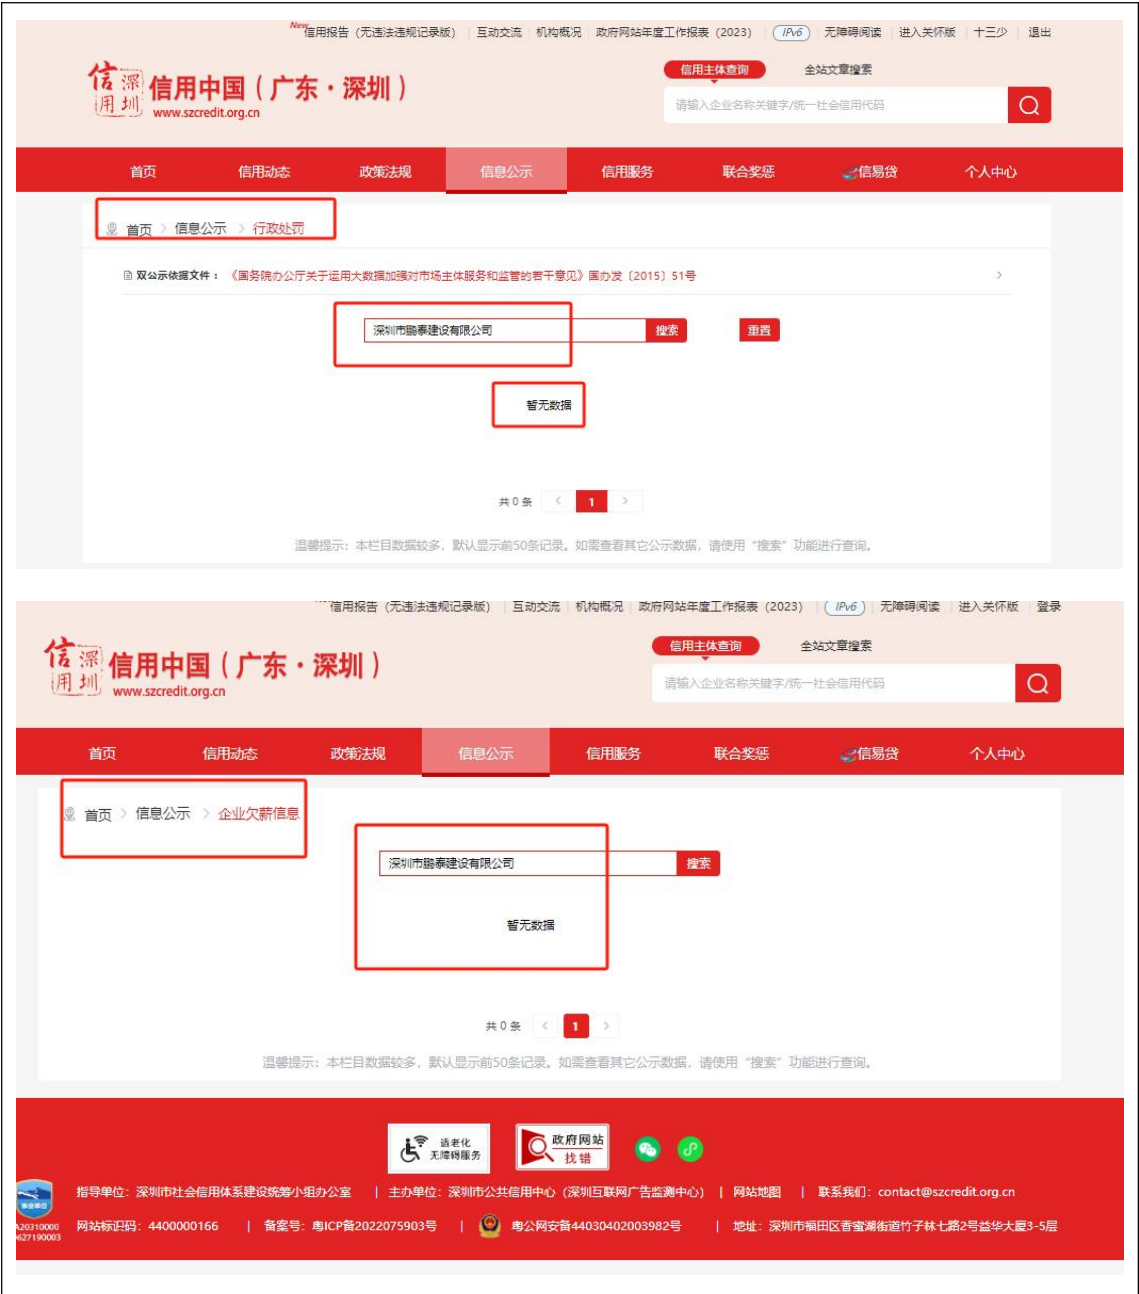 New信用报告（无违法违规记录版） 互动交流 机构概况 政府网站年度工作报表（2023） IPv6 无障碍阅读 进入关怀版 十三少 退出
信用 深圳 信用中国（广东·深圳）
www.szcredit.org.cn
信用主体查询 全站文章搜索
请输入企业名称关键字/统一社会信用代码
首页 信用动态 政策法规 信息公示 信用服务 联合奖惩 信易贷 个人中心
首页 > 信息公示 > 行政处罚
双公示依据文件：《国务院办公厅关于运用大数据加强对市场主体服务和监管的若干意见》国办发〔2015〕51号 >
深圳市鹏泰建设有限公司 搜索 重置
暂无数据
共 0 条 < 1 >
温馨提示：本栏目数据较多，默认显示前50条记录。如需查看其它公示数据，请使用“搜索”功能进行查询。
信用报告（无违法违规记录版） 互动交流 机构概况 政府网站年度工作报表（2023） IPv6 无障碍阅读 进入关怀版 登录
信用 深圳 信用中国（广东·深圳）
www.szcredit.org.cn
信用主体查询 全站文章搜索
请输入企业名称关键字/统一社会信用代码
首页 信用动态 政策法规 信息公示 信用服务 联合奖惩 信易贷 个人中心
首页 > 信息公示 > 企业欠薪信息
深圳市鹏泰建设有限公司 搜索
暂无数据
共 0 条 < 1 >
温馨提示：本栏目数据较多，默认显示前50条记录。如需查看其它公示数据，请使用“搜索”功能进行查询。
适老化 无障碍服务 政府网站 找错
指导单位：深圳市社会信用体系建设统筹小组办公室 | 主办单位：深圳市公共信用中心（深圳互联网广告监测中心） | 网站地图 | 联系我们：contact@szcredit.org.cn
事业单位
网站标识码：4400000166 | 备案号：粤ICP备2022075903号 | 粤公网安备44030402003982号 | 地址：深圳市福田区香蜜湖街道竹子林七路2号益华大厦3-5层